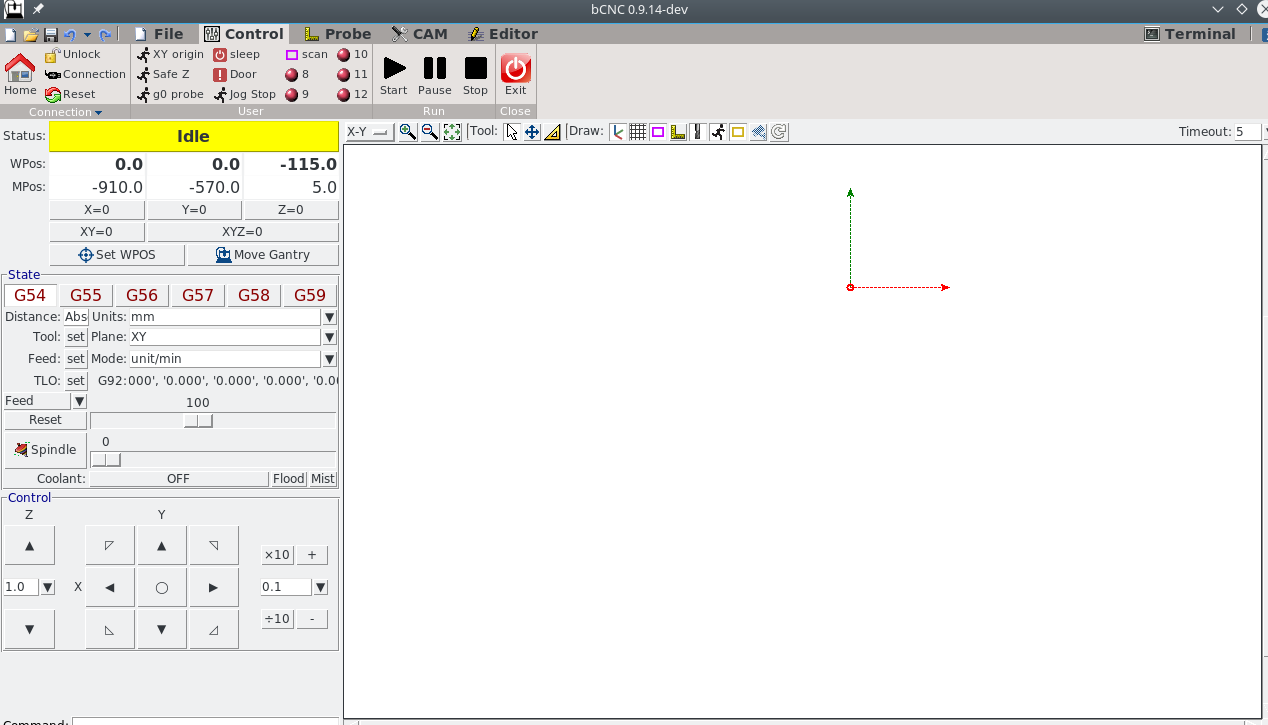 bCNC 0.9.14-dev
File Control Probe CAM Editor Terminal
Unlock XY origin sleep scan 10
Connection Safe Z Door 8 11
Reset g0 probe Jog Stop 9 12
Home Start Pause Stop Exit
Connection User Run Close
Status: Idle
X-Y [Tool: [Draw: Timeout: 5
WPos: 0.0 0.0 -115.0
MPos: -910.0 -570.0 5.0
X=0 Y=0 Z=0
XY=0 XYZ=0
Set WPOS Move Gantry
State
G54 G55 G56 G57 G58 G59
Distance: Abs Units: mm
Tool: set Plane: XY
Feed: set Mode: unit/min
TLO: set G92:000', '0.000', '0.000', '0.000', '0.00
Feed 100
Reset
0
Spindle
Coolant: OFF Flood Mist
Control
Z Y
×10 +
1.0 X 0.1
÷10 -
Command: